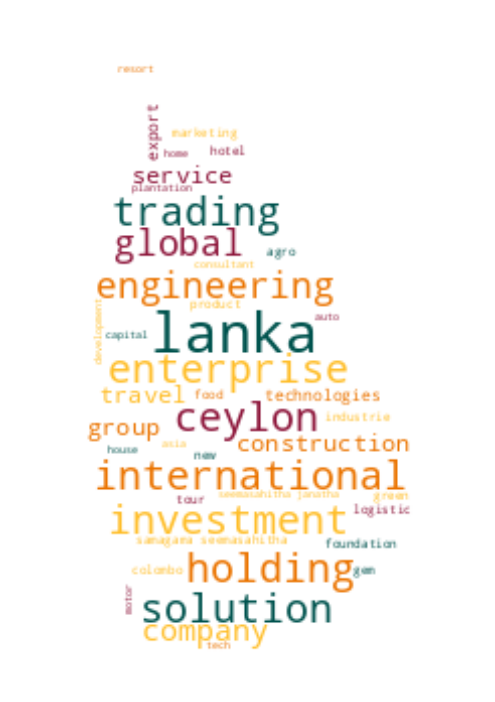 resort
export
marketing
home hotel
service
plantation
trading
global
agro
consultant
engineering
development
product
lanka
auto
capital
enterprise
travel food technologies
ceylon industrie
group
asia construction
house new
international
tour seemasahitha janatha green
investment logistic
samagama seemasahitha foundation
colombo holding gem
motor
solution
company
tech